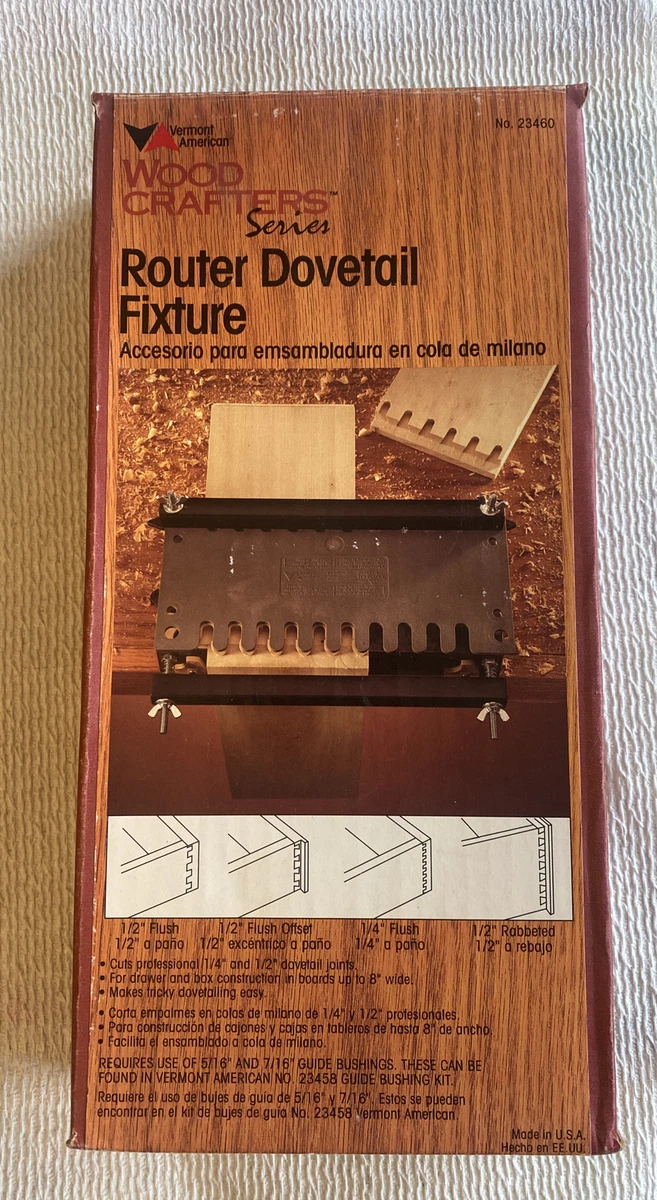 Vermont
American
No. 23460
WOOD
CRAFTERS™
Series
Router Dovetail
Fixture
Accesorio para emsambladura en cola de milano
1/2" Flush
1/2" a paño
1/2" Flush Offset
1/2" excéntrico a paño
1/4" Flush
1/4" a paño
1/2" Rabbeted
1/2" a rebajo
• Cuts professional 1/4" and 1/2" dovetail joints.
• For drawer and box construction in boards up to 8" wide.
• Makes tricky dovetailing easy.
• Corta empalmes en colas de milano de 1/4" y 1/2" profesionales.
• Para construcción de cajones y cajas en tableros de hasta 8" de ancho.
• Facilita el ensamblado a cola de milano.
REQUIRES USE OF 5/16" AND 7/16" GUIDE BUSHINGS. THESE CAN BE
FOUND IN VERMONT AMERICAN NO. 23458 GUIDE BUSHING KIT.
Requiere el uso de bujes de guía de 5/16" y 7/16". Estos se pueden
encontrar en el kit de bujes de guía No. 23458 Vermont American.
Made in U.S.A.
Hecho en EE.UU.